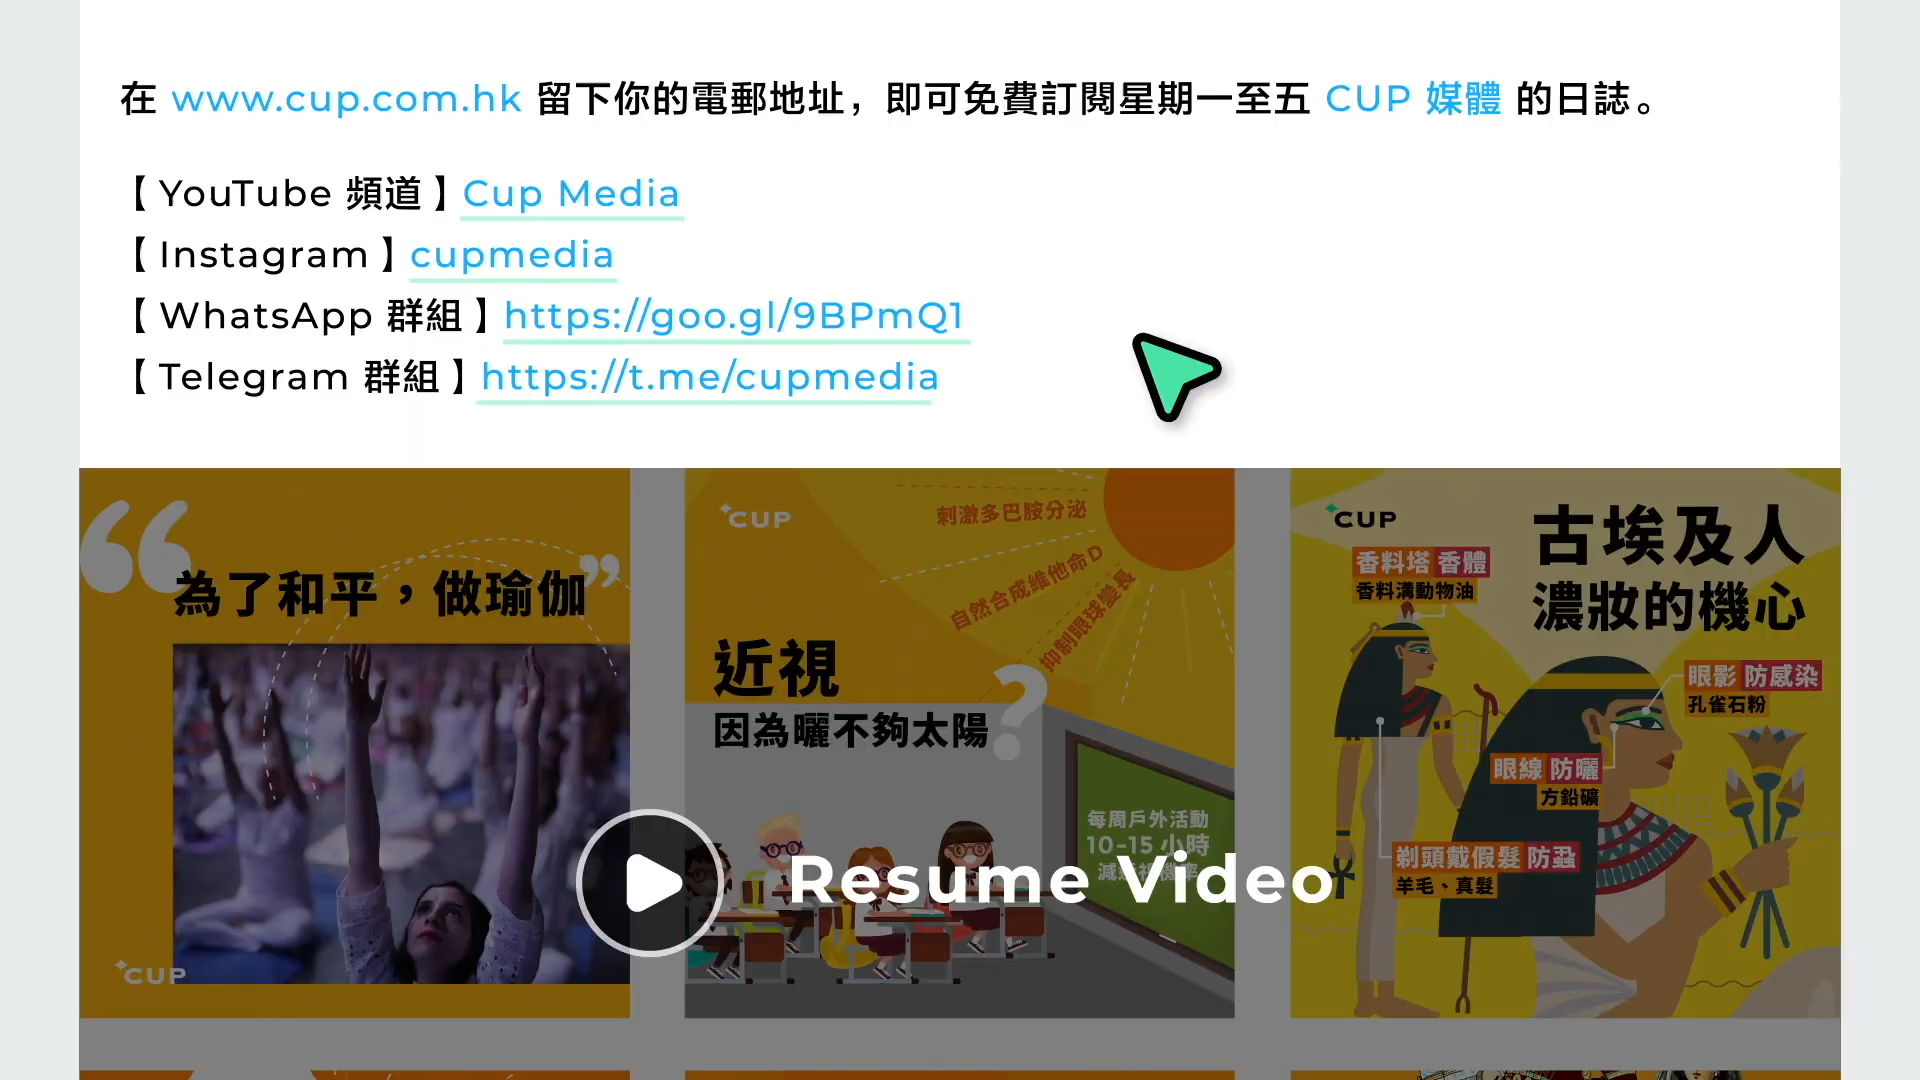 在 www.cup.com.hk 留下你的電郵地址，即可免費訂閱星期一至五 CUP 媒體 的日誌。
【 YouTube 頻道 】Cup Media
【 Instagram 】cupmedia
【 WhatsApp 群組 】https://goo.gl/9BPmQ1
【 Telegram 群組 】https://t.me/cupmedia
“為了和平，做瑜伽”
CUP
CUP
刺激多巴胺分泌
自然合成維他命D
抑制眼球變長
近視
因為曬不夠太陽?
每周戶外活動
10-15 小時
CUP
古埃及人
濃妝的機心
香料塔 香體
香料溝動物油
眼影 防感染
孔雀石粉
眼線 防曬
方鉛礦
剃頭戴假髮 防蝨
羊毛、真髮
Resume Video